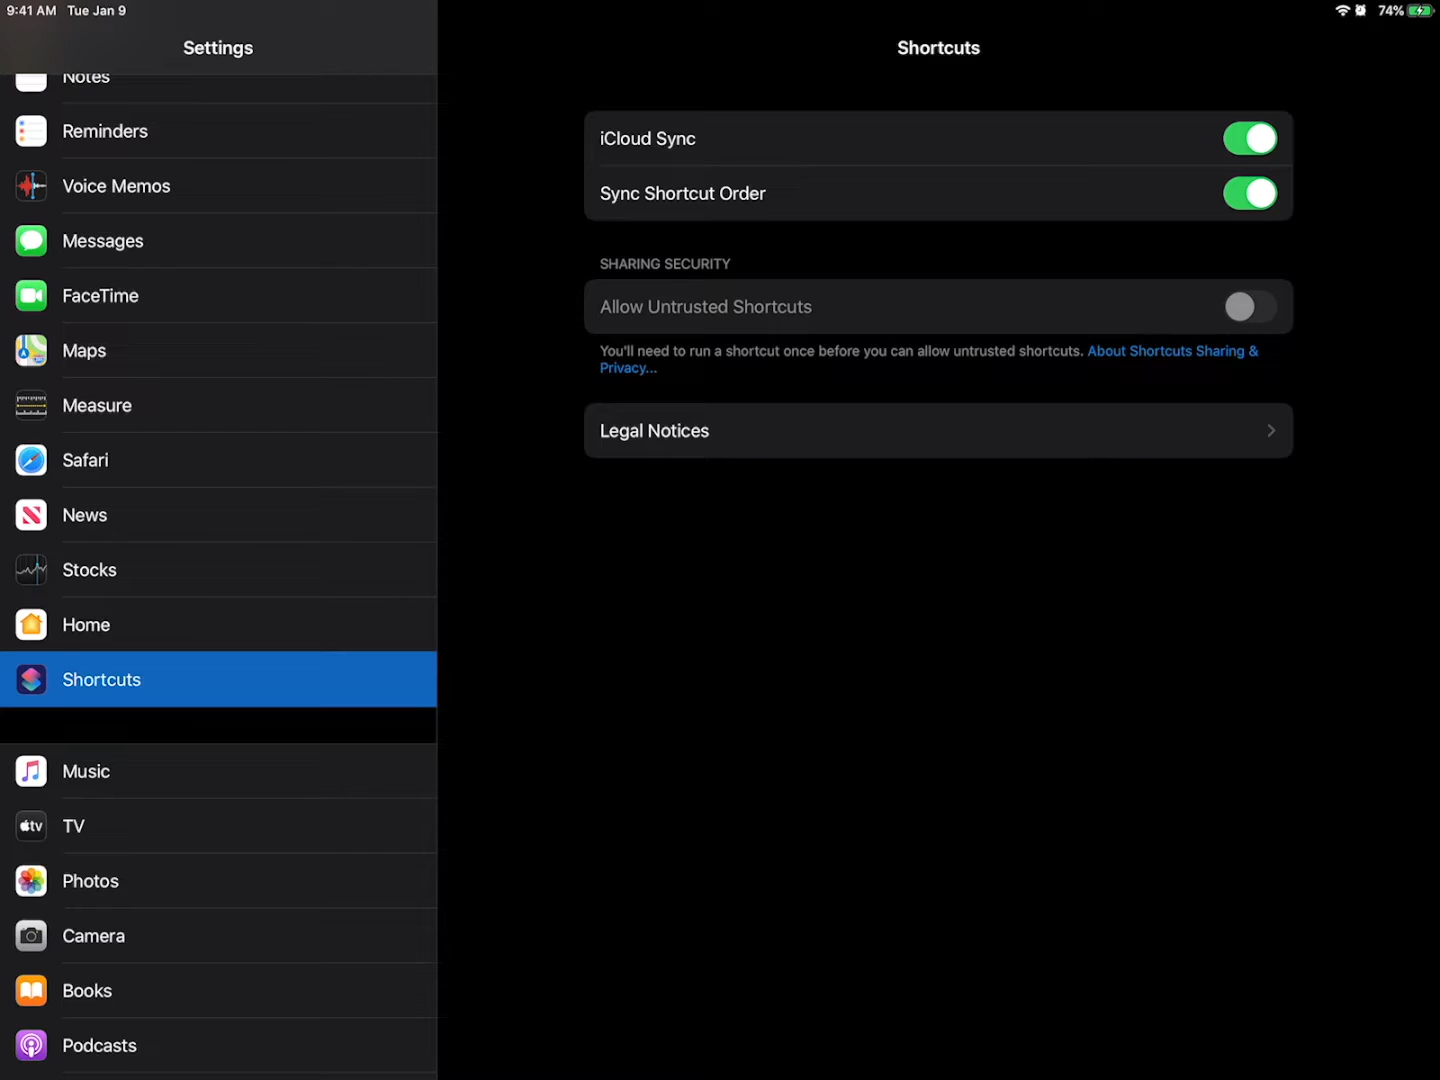 9:41 AM Tue Jan 9
74%
Settings
Notes
Reminders
Voice Memos
Messages
FaceTime
Maps
Measure
Safari
News
Stocks
Home
Shortcuts
Music
tv
TV
Photos
Camera
Books
Podcasts
Shortcuts
iCloud Sync
Sync Shortcut Order
SHARING SECURITY
Allow Untrusted Shortcuts
You'll need to run a shortcut once before you can allow untrusted shortcuts. About Shortcuts Sharing &
Privacy...
Legal Notices